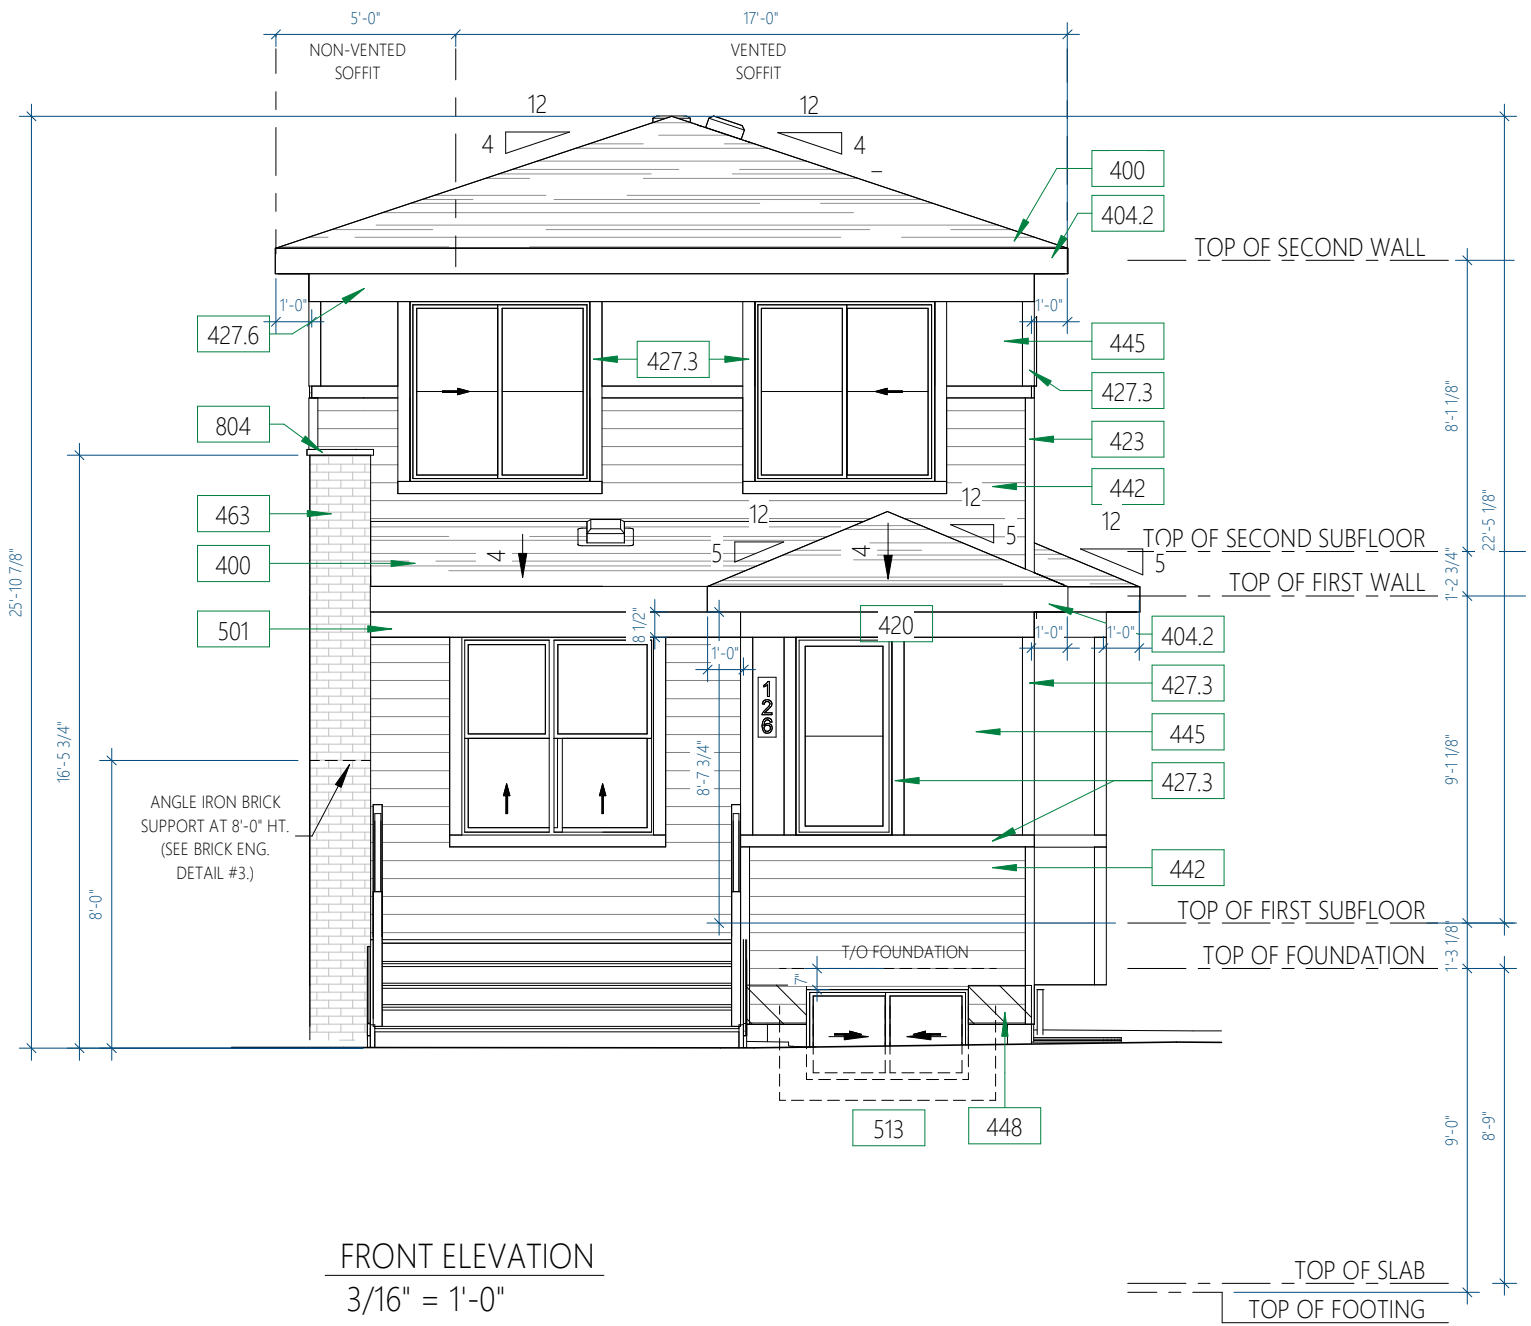 5'-0"
17'-0"
NON-VENTED
SOFFIT
VENTED
SOFFIT
12
4
12
4
400
404.2
TOP OF SECOND WALL
1'-0"
1'-0"
427.6
427.3
445
427.3
8'-1 1/8"
804
423
442
463
12
12
12
22'-5 1/8"
TOP OF SECOND SUBFLOOR
5
5
5
4
4
400
25'-10 7/8"
TOP OF FIRST WALL
1'-2 3/4"
501
8 1/2"
420
1'-0"
1'-0"
1'-0"
404.2
427.3
126
445
16'-5 3/4"
8'-7 3/4"
9'-1 1/8"
427.3
ANGLE IRON BRICK
SUPPORT AT 8'-0" HT.
(SEE BRICK ENG.
DETAIL #3.)
442
8'-0"
TOP OF FIRST SUBFLOOR
T/O FOUNDATION
TOP OF FOUNDATION
1'-3 1/8"
7"
513
448
9'-0"
8'-9"
FRONT ELEVATION
3/16" = 1'-0"
TOP OF SLAB
TOP OF FOOTING